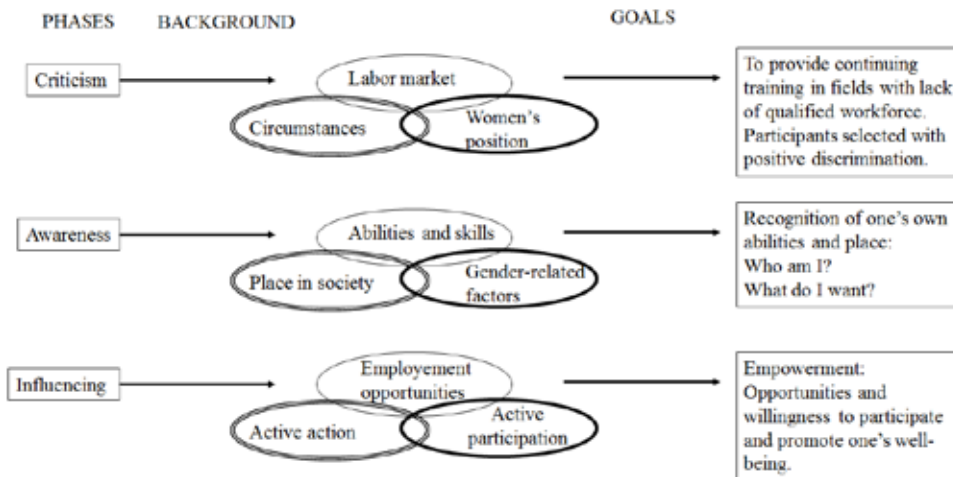 PHASES BACKGROUND GOALS
Criticism
Labor market
Circumstances
Women's
position
To provide continuing
training in fields with lack
of qualified workforce.
Participants selected with
positive discrimination.
Awareness
Abilities and skills
Place in society
Gender-related
factors
Recognition of one's own
abilities and place:
Who am I?
What do I want?
Influencing
Employement
opportunities
Active action
Active
participation
Empowerment:
Opportunities and
willingness to participate
and promote one's well-
being.